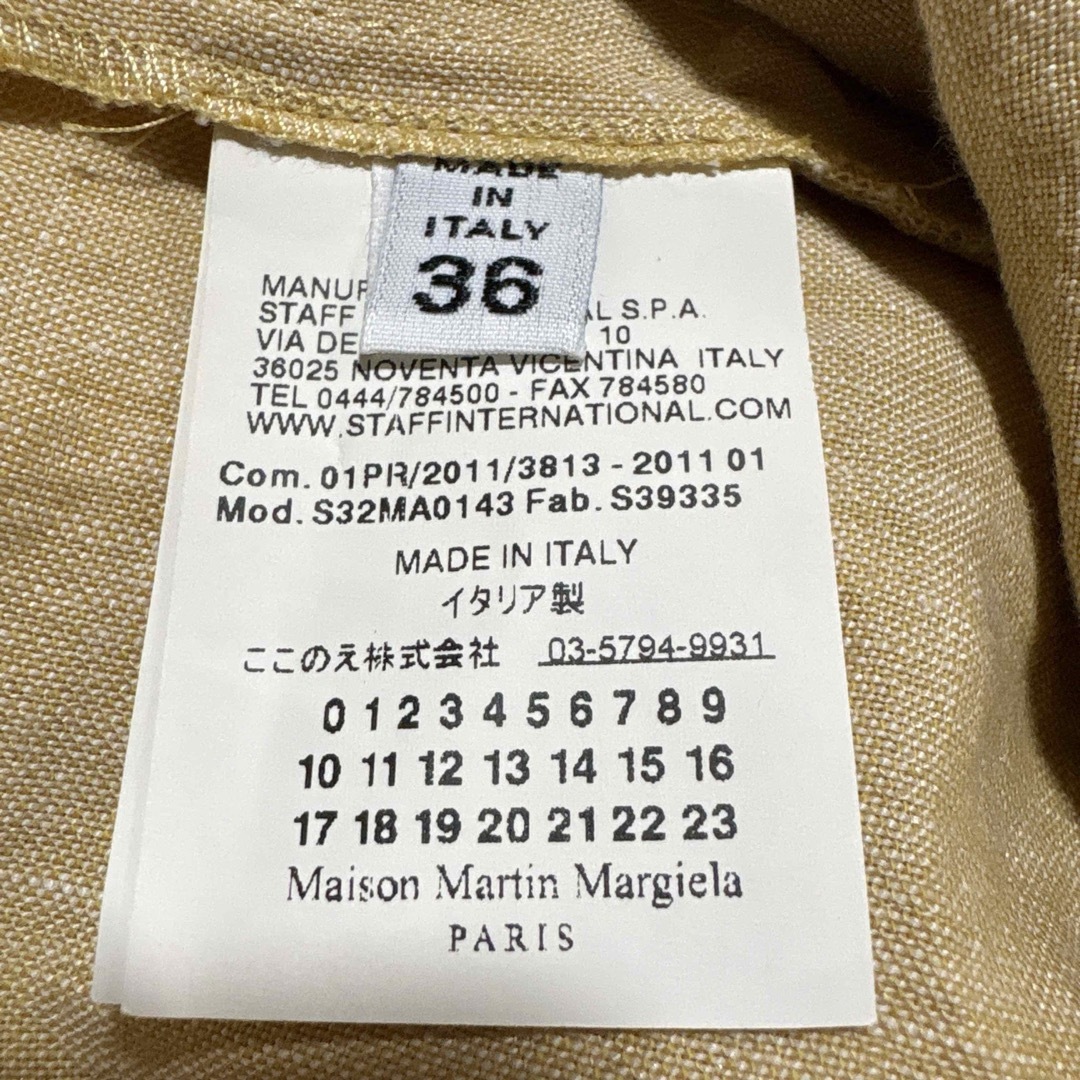 MADE
IN
ITALY
36
STAFF AL S.P.A.
VIA 10
36025 NOVENTA VICENTINA ITALY
TEL 0444/784500 - FAX 784580
WWW.STAFFINTERNATIONAL.COM
Com. 01PR/2011/3813 - 2011 01
Mod. S32MA0143 Fab. S39335
MADE IN ITALY
イタリア製
ここのえ株式会社 03-5794-9931
0 1 2 3 4 5 6 7 8 9
10 11 12 13 14 15 16
17 18 19 20 21 22 23
Maison Martin Margiela
PARIS